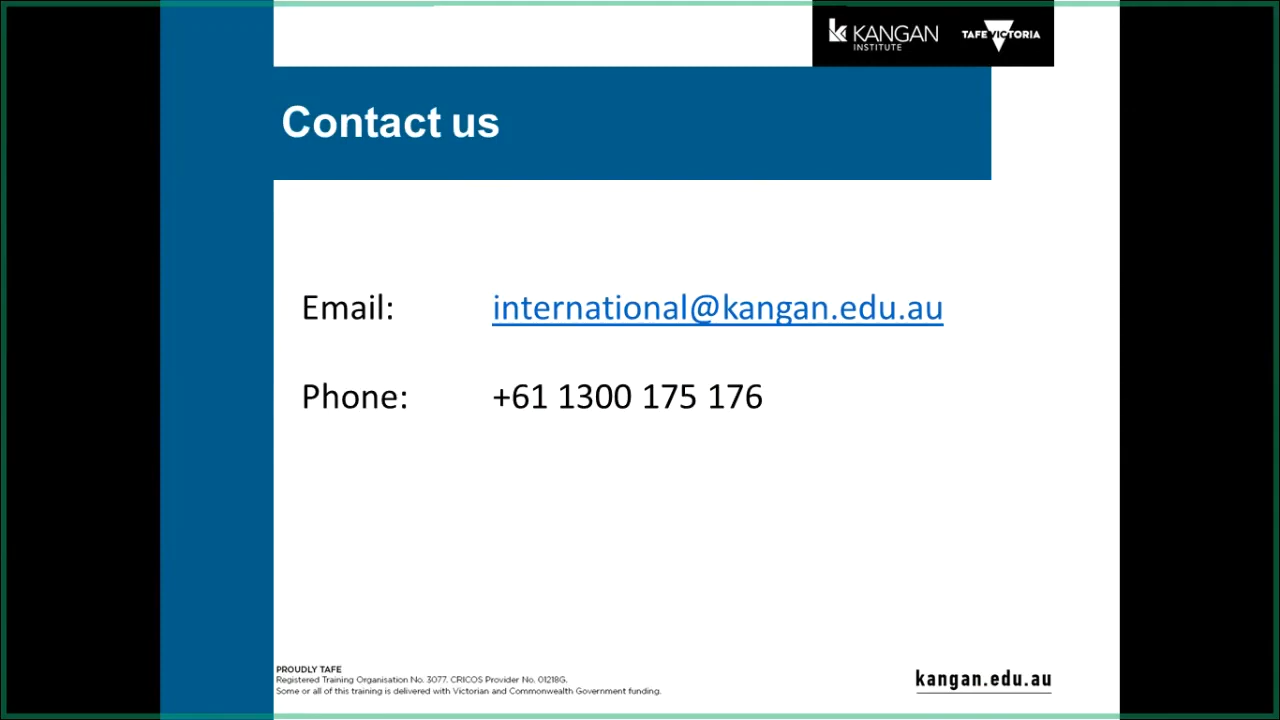 KANGAN
INSTITUTE
TAFE VICTORIA
Contact us
Email: international@kangan.edu.au
Phone: +61 1300 175 176
PROUDLY TAFE
Registered Training Organisation No. 3077. CRICOS Provider No. 01218G.
Some or all of this training is delivered with Victorian and Commonwealth Government funding.
kangan.edu.au